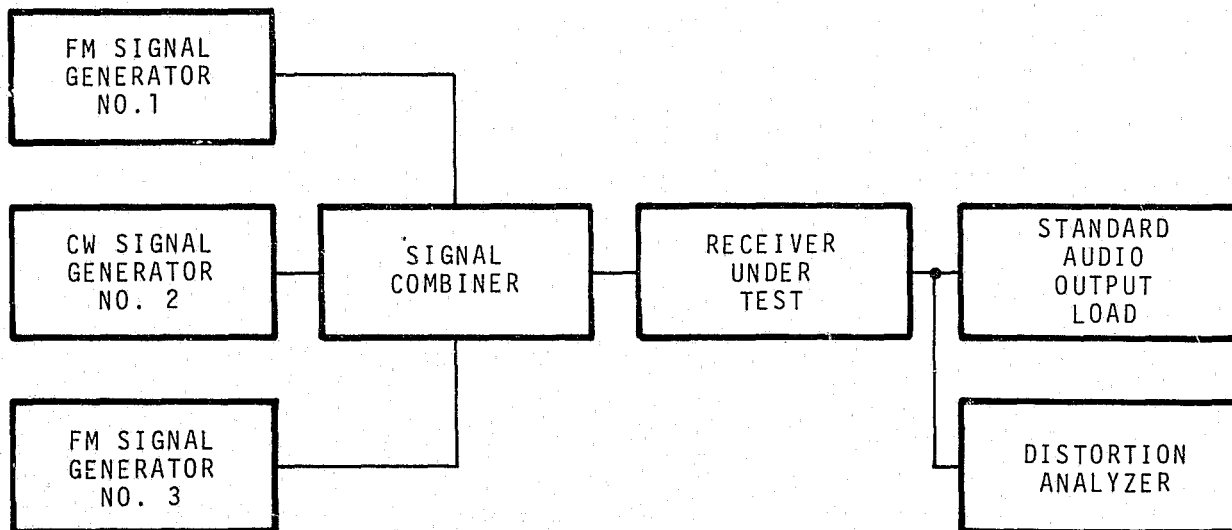 FM SIGNAL
GENERATOR
NO.1
CW SIGNAL
GENERATOR
NO. 2
FM SIGNAL
GENERATOR
NO. 3
SIGNAL
COMBINER
RECEIVER
UNDER
TEST
STANDARD
AUDIO
OUTPUT
LOAD
DISTORTION
ANALYZER